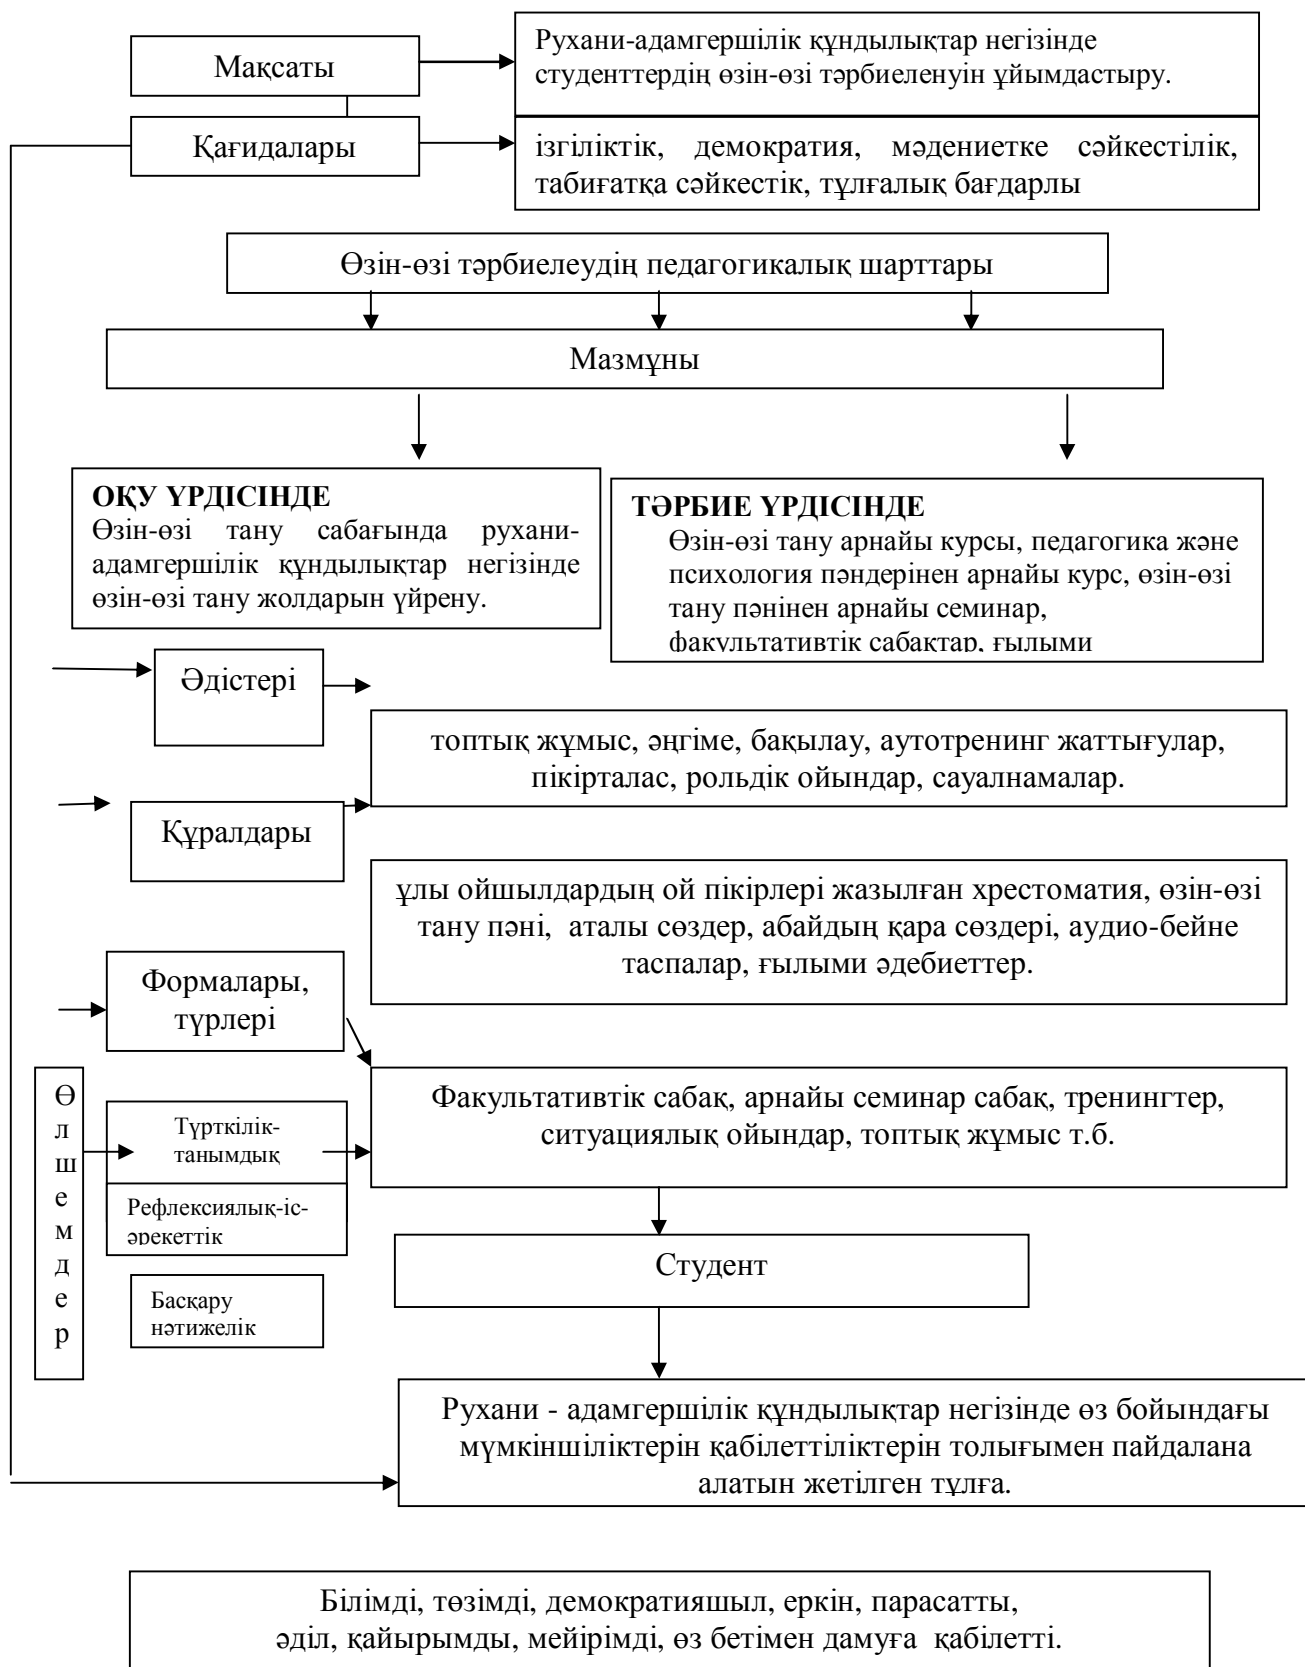 Мақсаты
Рухани-адамгершілік құндылықтар негізінде
студенттердің өзін-өзі тәрбиеленуін ұйымдастыру.
Қағидалары
ізгіліктік, демократия, мәдениетке сәйкестілік,
табиғатқа сәйкестік, тұлғалық бағдарлы
Өзін-өзі тәрбиелеудің педагогикалық шарттары
Мазмұны
ОҚУ ҮРДІСІНДЕ
Өзін-өзі тану сабағында рухани-
адамгершілік құндылықтар негізінде
өзін-өзі тану жолдарын үйрену.
ТӘРБИЕ ҮРДІСІНДЕ
Өзін-өзі тану арнайы курсы, педагогика және
психология пәндерінен арнайы курс, өзін-өзі
тану пәнінен арнайы семинар,
факультативтік сабақтар, ғылыми
Әдістері
топтық жұмыс, әңгіме, бақылау, аутотренинг жаттығулар,
пікірталас, рольдік ойындар, сауалнамалар.
Құралдары
ұлы ойшылдардың ой пікірлері жазылған хрестоматия, өзін-өзі
тану пәні, аталы сөздер, абайдың қара сөздері, аудио-бейне
таспалар, ғылыми әдебиеттер.
Формалары,
түрлері
Факультативтік сабақ, арнайы семинар сабақ, тренингтер,
ситуациялық ойындар, топтық жұмыс т.б.
Өлшемдер
Түрткілік-
танымдық
Рефлексиялық-іс-
әрекеттік
Басқару
нәтижелік
Студент
Рухани - адамгершілік құндылықтар негізінде өз бойындағы
мүмкіншіліктерін қабілеттіліктерін толығымен пайдалана
алатын жетілген тұлға.
Білімді, төзімді, демократияшыл, еркін, парасатты,
әділ, қайырымды, мейірімді, өз бетімен дамуға қабілетті.